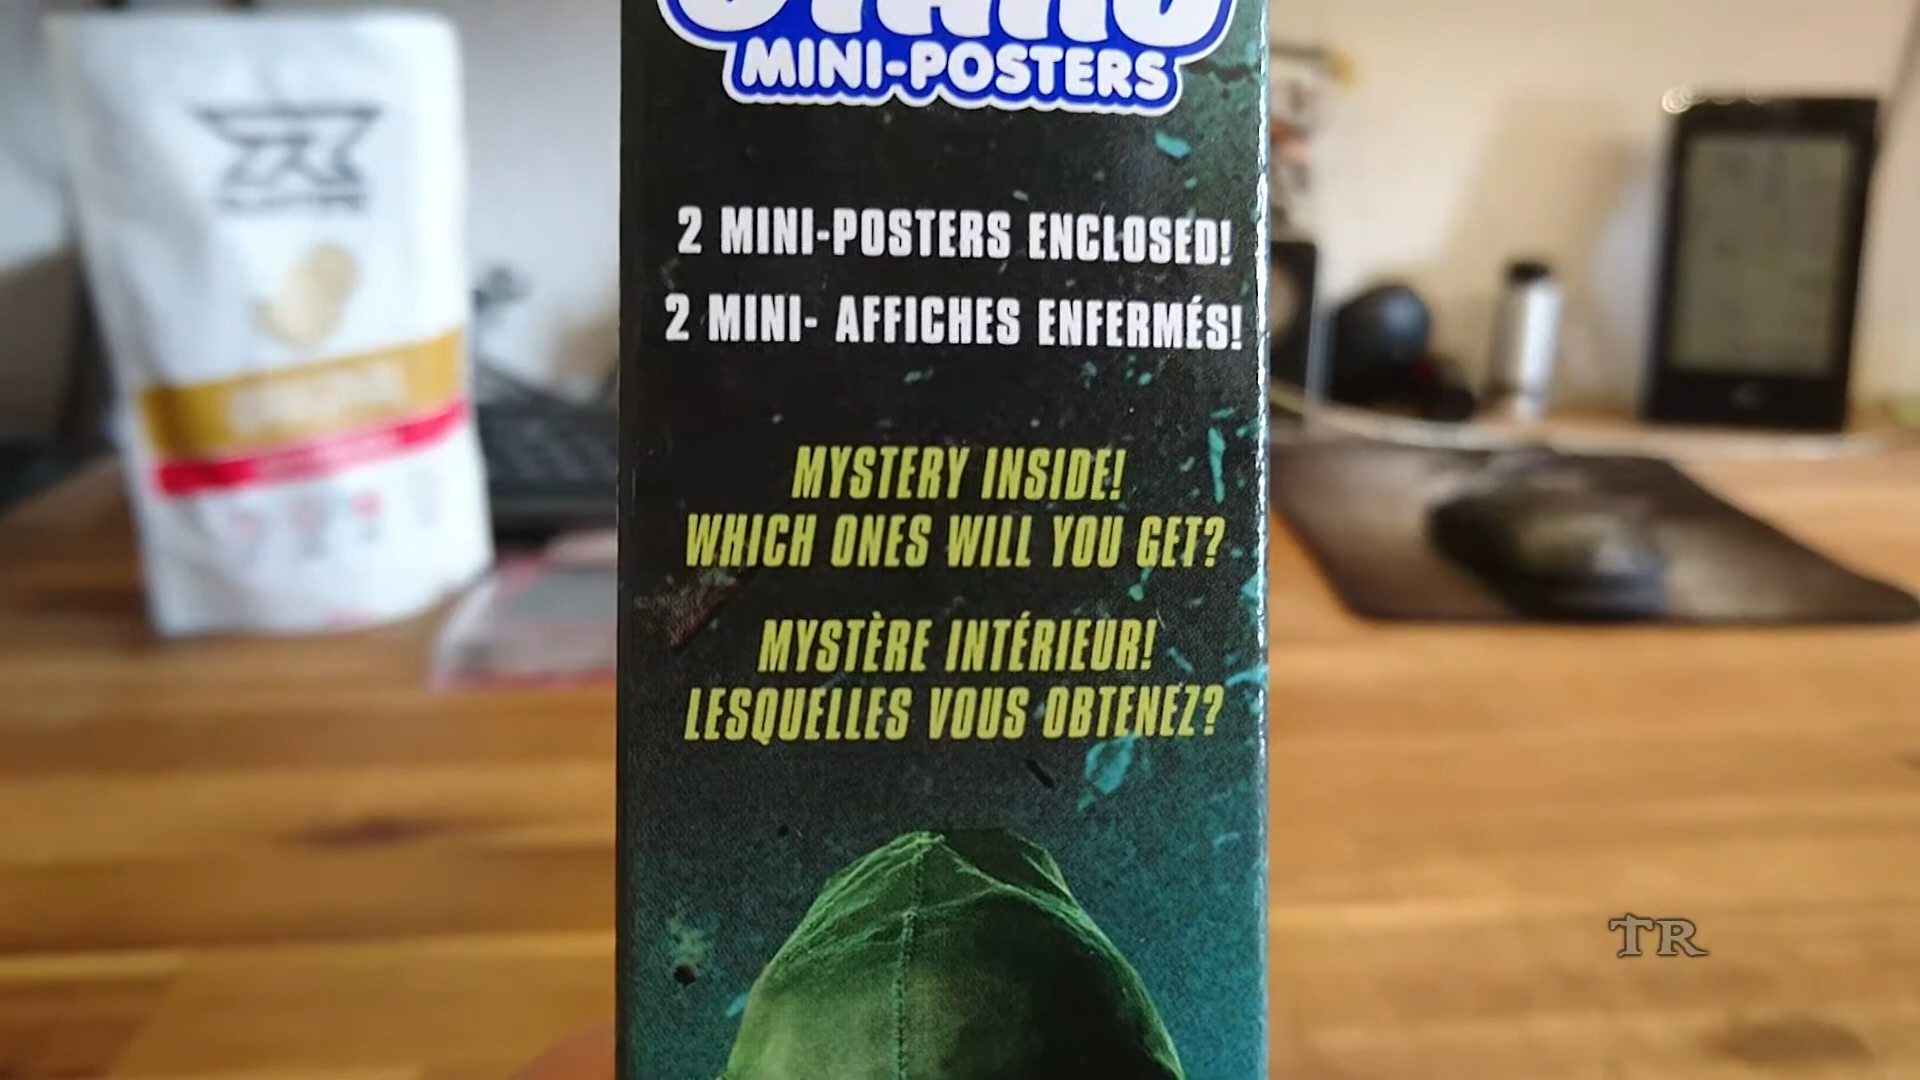 MINI-POSTERS
2 MINI-POSTERS ENCLOSED!
2 MINI- AFFICHES ENFERMÉS!
MYSTERY INSIDE!
WHICH ONES WILL YOU GET?
MYSTÈRE INTÉRIEUR!
LESQUELLES VOUS OBTENEZ?
TR